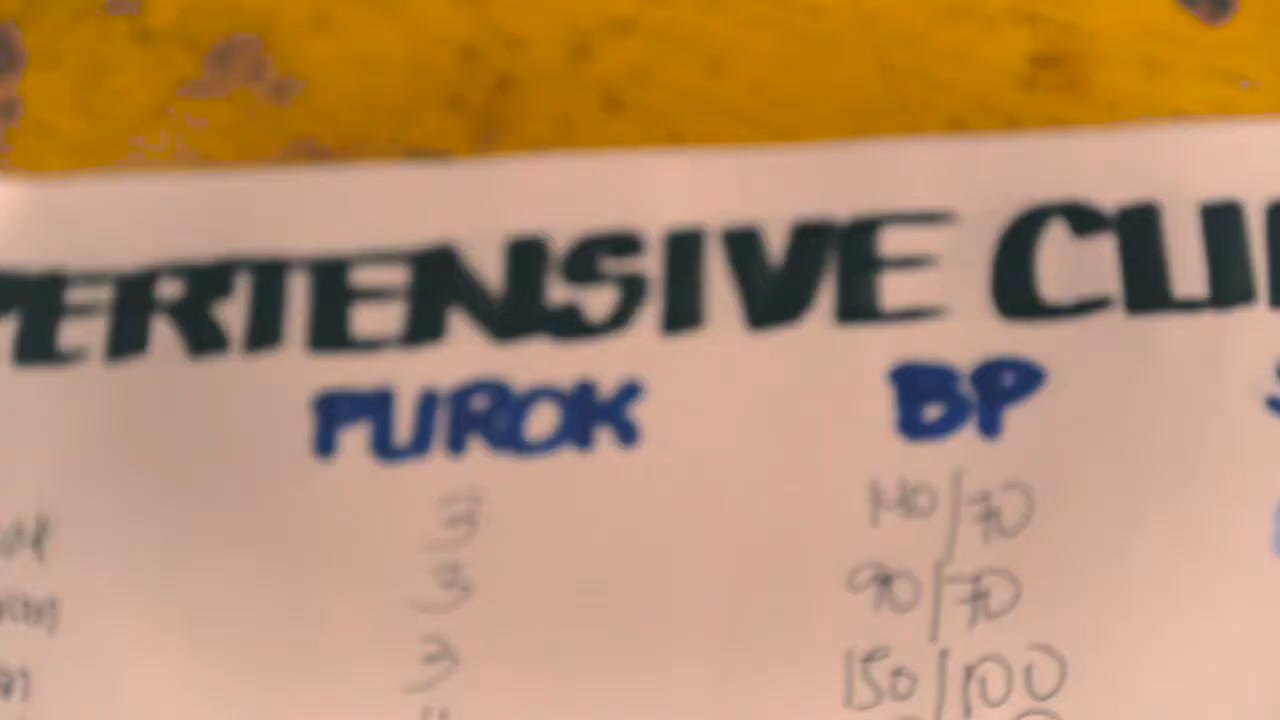 PERTENSIVE CLI
PUROK BP
3 140/70
3 90/70
3 150/100